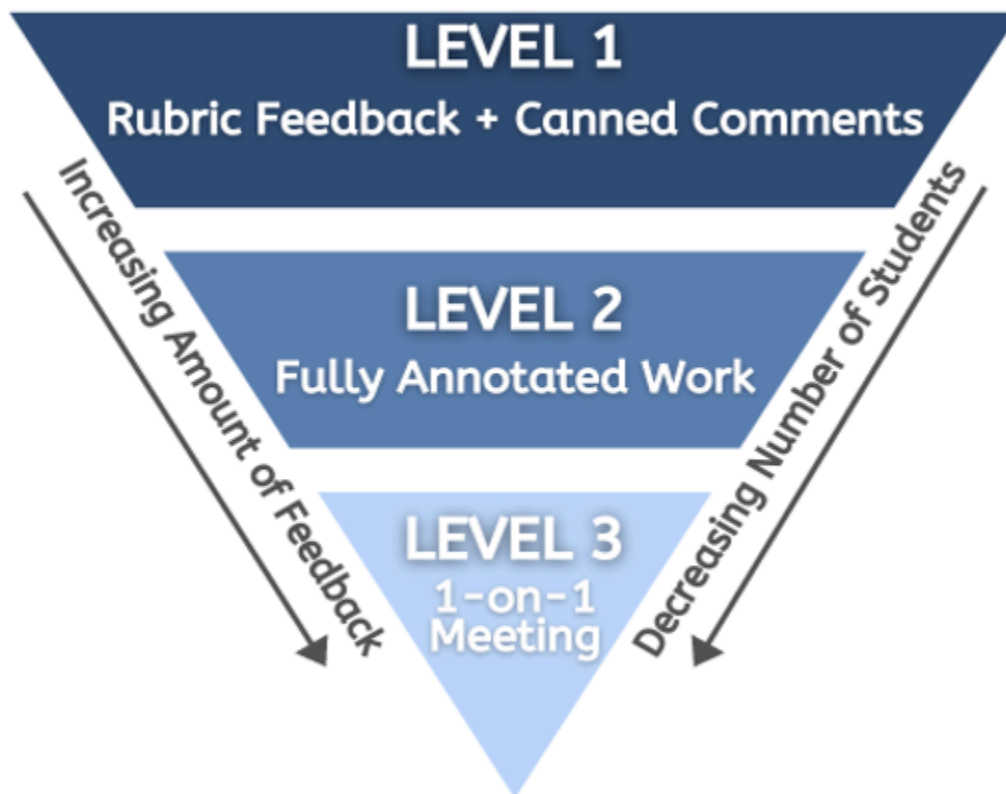 LEVEL 1
Rubric Feedback + Canned Comments
Increasing Amount of Feedback
Decreasing Number of Students
LEVEL 2
Fully Annotated Work
LEVEL 3
1-on-1
Meeting